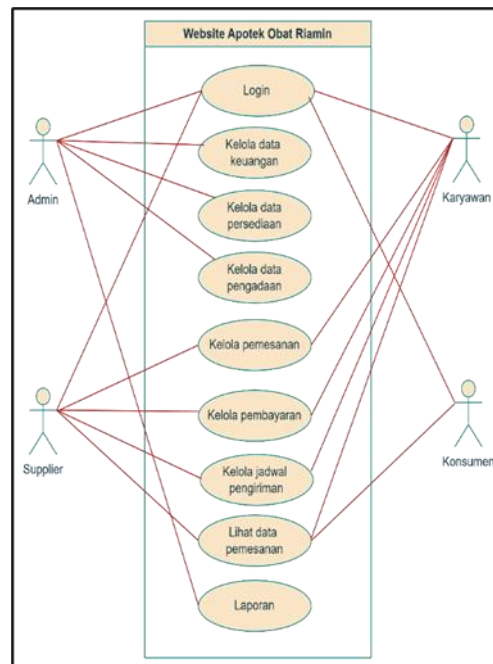 Website Apotek Obat Riamin
Login
Kelola data
keuangan
Admin
Karyawan
Kelola data
persediaan
Kelola data
pengadaan
Kelola pemesanan
Kelola pembayaran
Supplier
Konsumen
Kelola jadwal
pengiriman
Lihat data
pemesanan
Laporan